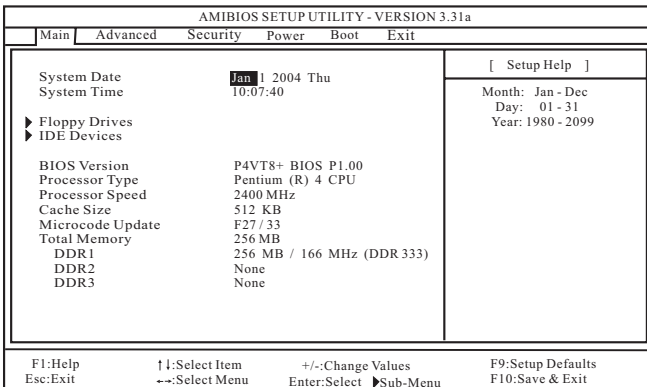 AMIBIOS SETUP UTILITY - VERSION 3.31a
Main Advanced Security Power Boot Exit
System Date Jan 1 2004 Thu
System Time 10:07:40
Floppy Drives
IDE Devices
BIOS Version P4VT8+ BIOS P1.00
Processor Type Pentium (R) 4 CPU
Processor Speed 2400 MHz
Cache Size 512 KB
Microcode Update F27 / 33
Total Memory 256 MB
DDR1 256 MB / 166 MHz (DDR 333)
DDR2 None
DDR3 None
[ Setup Help ]
Month: Jan - Dec
Day: 01 - 31
Year: 1980 - 2099
F1:Help ↑↓:Select Item +/-:Change Values F9:Setup Defaults
Esc:Exit ←→:Select Menu Enter:Select ▶Sub-Menu F10:Save & Exit